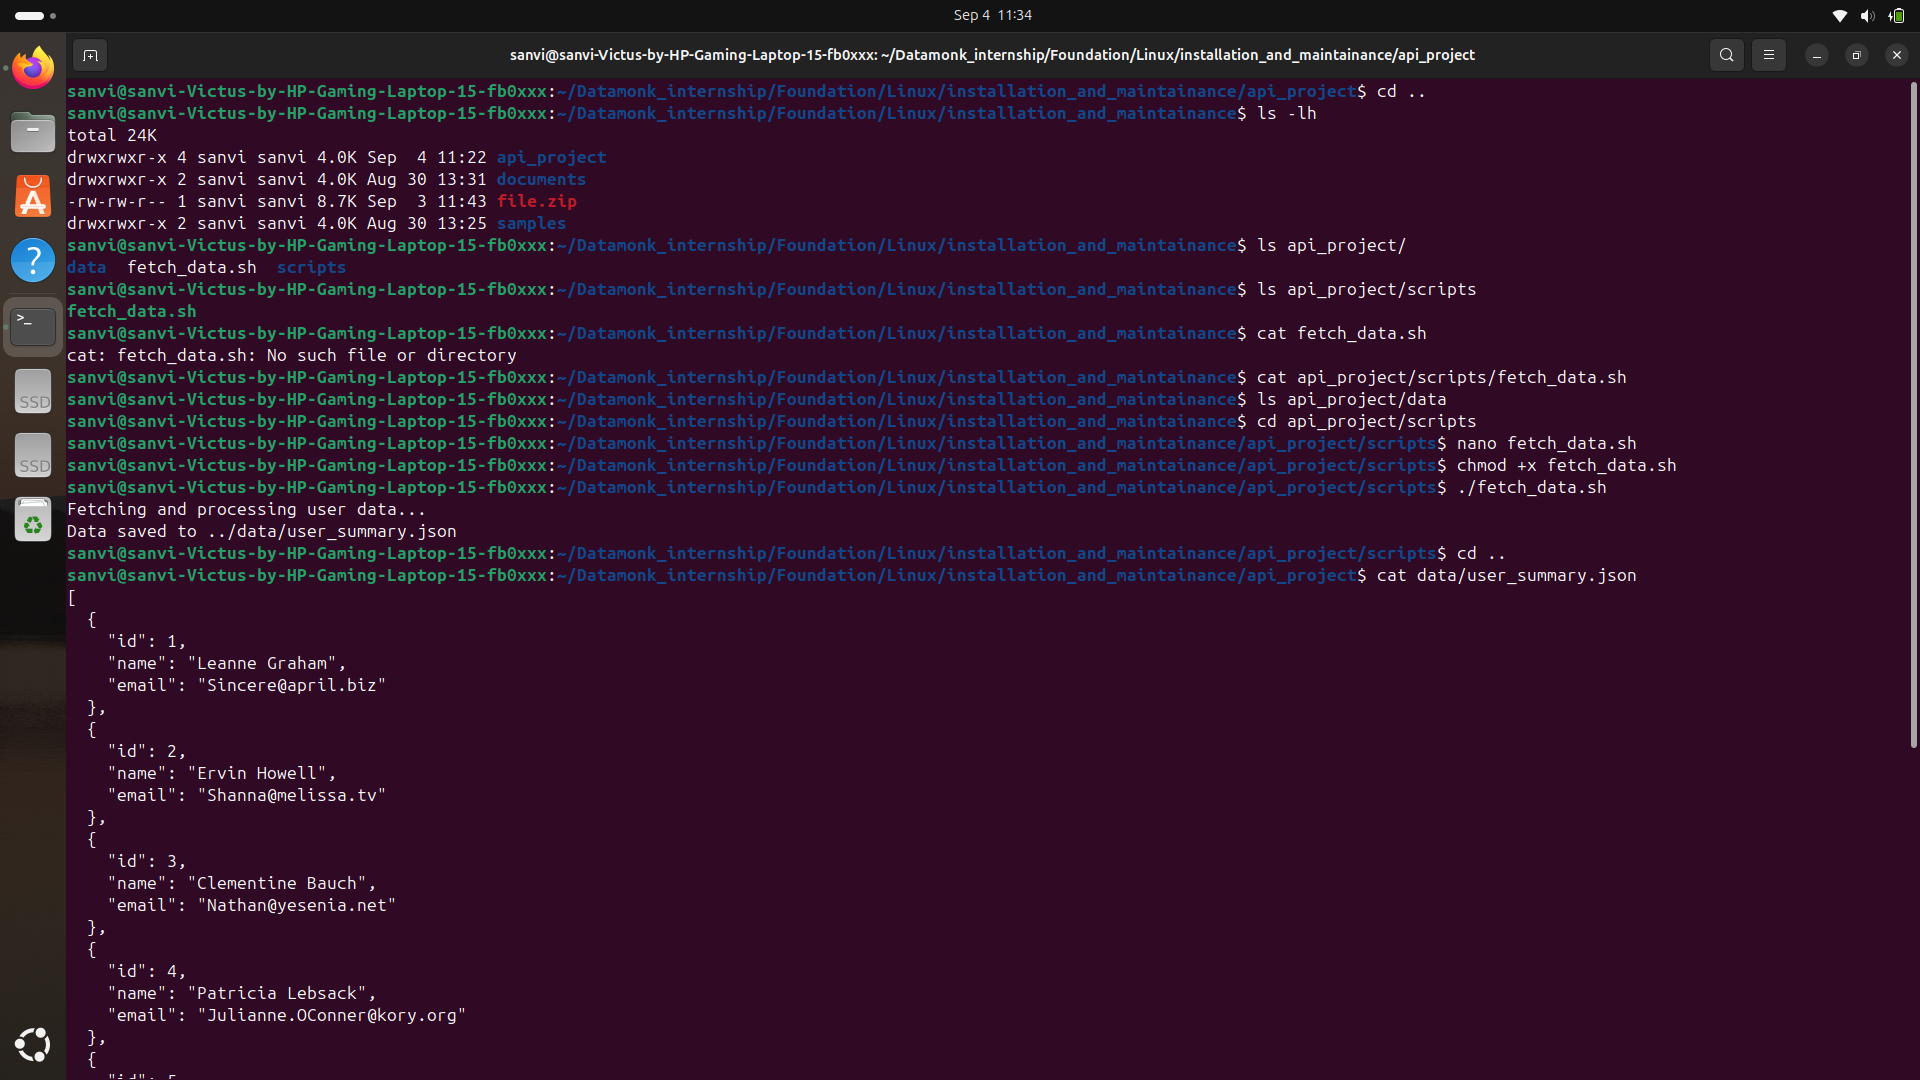 Sep 4 11:34
sanvi@sanvi-Victus-by-HP-Gaming-Laptop-15-fb0xxx: ~/Datamonk_internship/Foundation/Linux/installation_and_maintainance/api_project
sanvi@sanvi-Victus-by-HP-Gaming-Laptop-15-fb0xxx:~/Datamonk_internship/Foundation/Linux/installation_and_maintainance/api_project$ cd ..
sanvi@sanvi-Victus-by-HP-Gaming-Laptop-15-fb0xxx:~/Datamonk_internship/Foundation/Linux/installation_and_maintainance$ ls -lh
total 24K
drwxrwxr-x 4 sanvi sanvi 4.0K Sep  4 11:22 api_project
drwxrwxr-x 2 sanvi sanvi 4.0K Aug 30 13:31 documents
-rw-rw-r-- 1 sanvi sanvi 8.7K Sep  3 11:43 file.zip
drwxrwxr-x 2 sanvi sanvi 4.0K Aug 30 13:25 samples
sanvi@sanvi-Victus-by-HP-Gaming-Laptop-15-fb0xxx:~/Datamonk_internship/Foundation/Linux/installation_and_maintainance$ ls api_project/
data  fetch_data.sh  scripts
sanvi@sanvi-Victus-by-HP-Gaming-Laptop-15-fb0xxx:~/Datamonk_internship/Foundation/Linux/installation_and_maintainance$ ls api_project/scripts
fetch_data.sh
sanvi@sanvi-Victus-by-HP-Gaming-Laptop-15-fb0xxx:~/Datamonk_internship/Foundation/Linux/installation_and_maintainance$ cat fetch_data.sh
cat: fetch_data.sh: No such file or directory
sanvi@sanvi-Victus-by-HP-Gaming-Laptop-15-fb0xxx:~/Datamonk_internship/Foundation/Linux/installation_and_maintainance$ cat api_project/scripts/fetch_data.sh
sanvi@sanvi-Victus-by-HP-Gaming-Laptop-15-fb0xxx:~/Datamonk_internship/Foundation/Linux/installation_and_maintainance$ ls api_project/data
sanvi@sanvi-Victus-by-HP-Gaming-Laptop-15-fb0xxx:~/Datamonk_internship/Foundation/Linux/installation_and_maintainance$ cd api_project/scripts
sanvi@sanvi-Victus-by-HP-Gaming-Laptop-15-fb0xxx:~/Datamonk_internship/Foundation/Linux/installation_and_maintainance/api_project/scripts$ nano fetch_data.sh
sanvi@sanvi-Victus-by-HP-Gaming-Laptop-15-fb0xxx:~/Datamonk_internship/Foundation/Linux/installation_and_maintainance/api_project/scripts$ chmod +x fetch_data.sh
sanvi@sanvi-Victus-by-HP-Gaming-Laptop-15-fb0xxx:~/Datamonk_internship/Foundation/Linux/installation_and_maintainance/api_project/scripts$ ./fetch_data.sh
Fetching and processing user data...
Data saved to ../data/user_summary.json
sanvi@sanvi-Victus-by-HP-Gaming-Laptop-15-fb0xxx:~/Datamonk_internship/Foundation/Linux/installation_and_maintainance/api_project/scripts$ cd ..
sanvi@sanvi-Victus-by-HP-Gaming-Laptop-15-fb0xxx:~/Datamonk_internship/Foundation/Linux/installation_and_maintainance/api_project$ cat data/user_summary.json
[
  {
    "id": 1,
    "name": "Leanne Graham",
    "email": "Sincere@april.biz"
  },
  {
    "id": 2,
    "name": "Ervin Howell",
    "email": "Shanna@melissa.tv"
  },
  {
    "id": 3,
    "name": "Clementine Bauch",
    "email": "Nathan@yesenia.net"
  },
  {
    "id": 4,
    "name": "Patricia Lebsack",
    "email": "Julianne.OConner@kory.org"
  },
  {
SSD
SSD